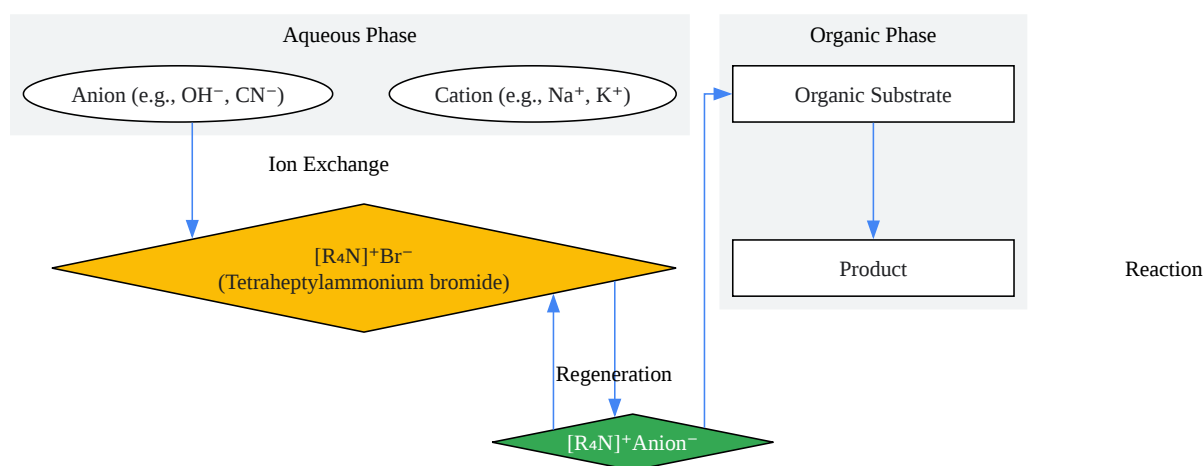 Aqueous Phase
Organic Phase
Anion (e.g., OH⁻, CN⁻)
Cation (e.g., Na⁺, K⁺)
Organic Substrate
Ion Exchange
[R₄N]⁺Br⁻
(Tetraheptylammonium bromide)
Product
Reaction
Regeneration
[R₄N]⁺Anion⁻